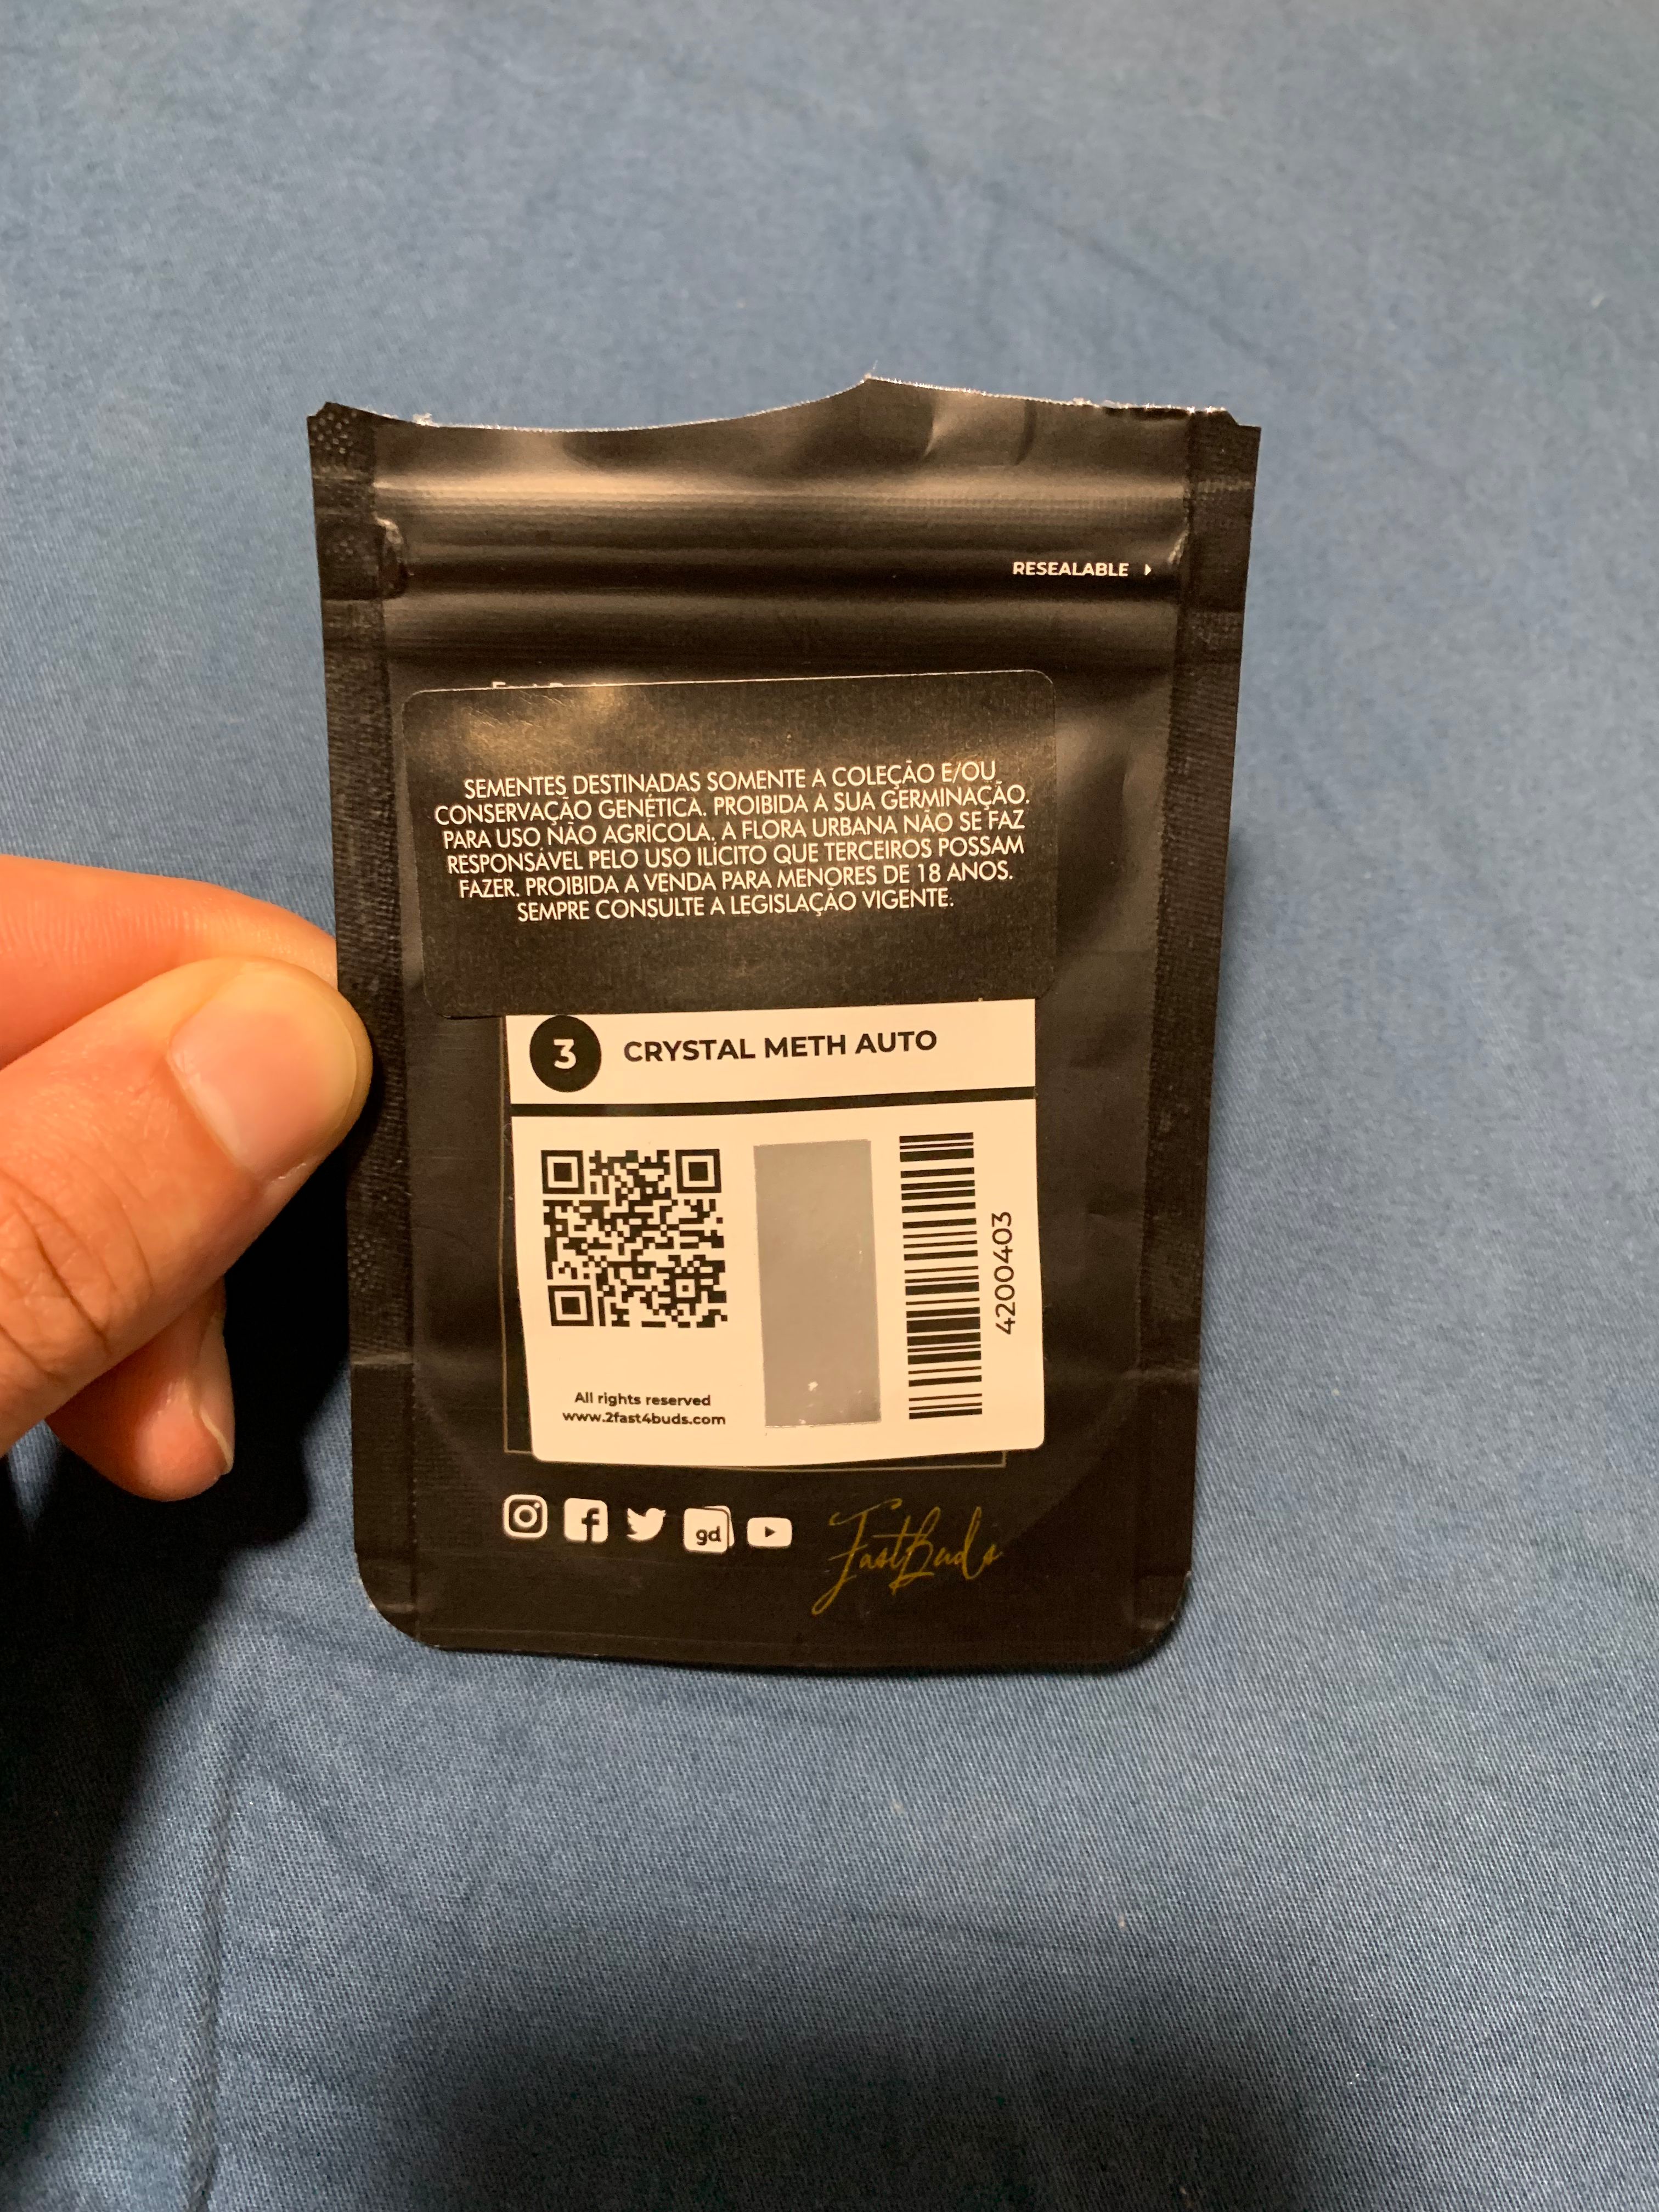 RESEALABLE
SEMENTES DESTINADAS SOMENTE A COLEÇÃO E/OU
CONSERVAÇÃO GENÉTICA. PROIBIDA A SUA GERMINAÇÃO.
PARA USO NÃO AGRÍCOLA. A FLORA URBANA NÃO SE FAZ
RESPONSÁVEL PELO USO ILÍCITO QUE TERCEIROS POSSAM
FAZER. PROIBIDA A VENDA PARA MENORES DE 18 ANOS.
SEMPRE CONSULTE A LEGISLAÇÃO VIGENTE.
3 CRYSTAL METH AUTO
4200403
All rights reserved
www.2fast4buds.com
gd
FastBuds